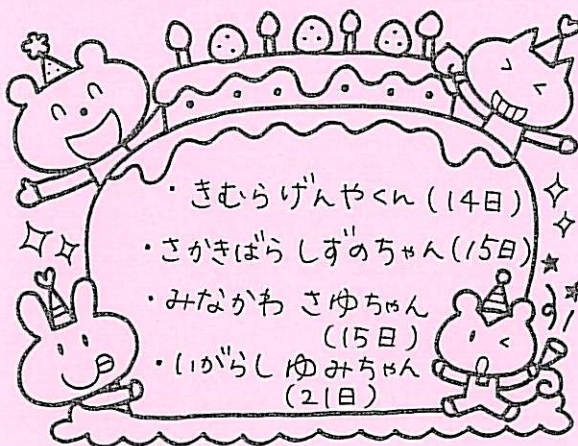 ・きむらげんやくん(14日)
・さかきばら しずのちゃん(15日)
・みなかわ さゆちゃん
(15日)
・いがらし ゆみちゃん
(21日)